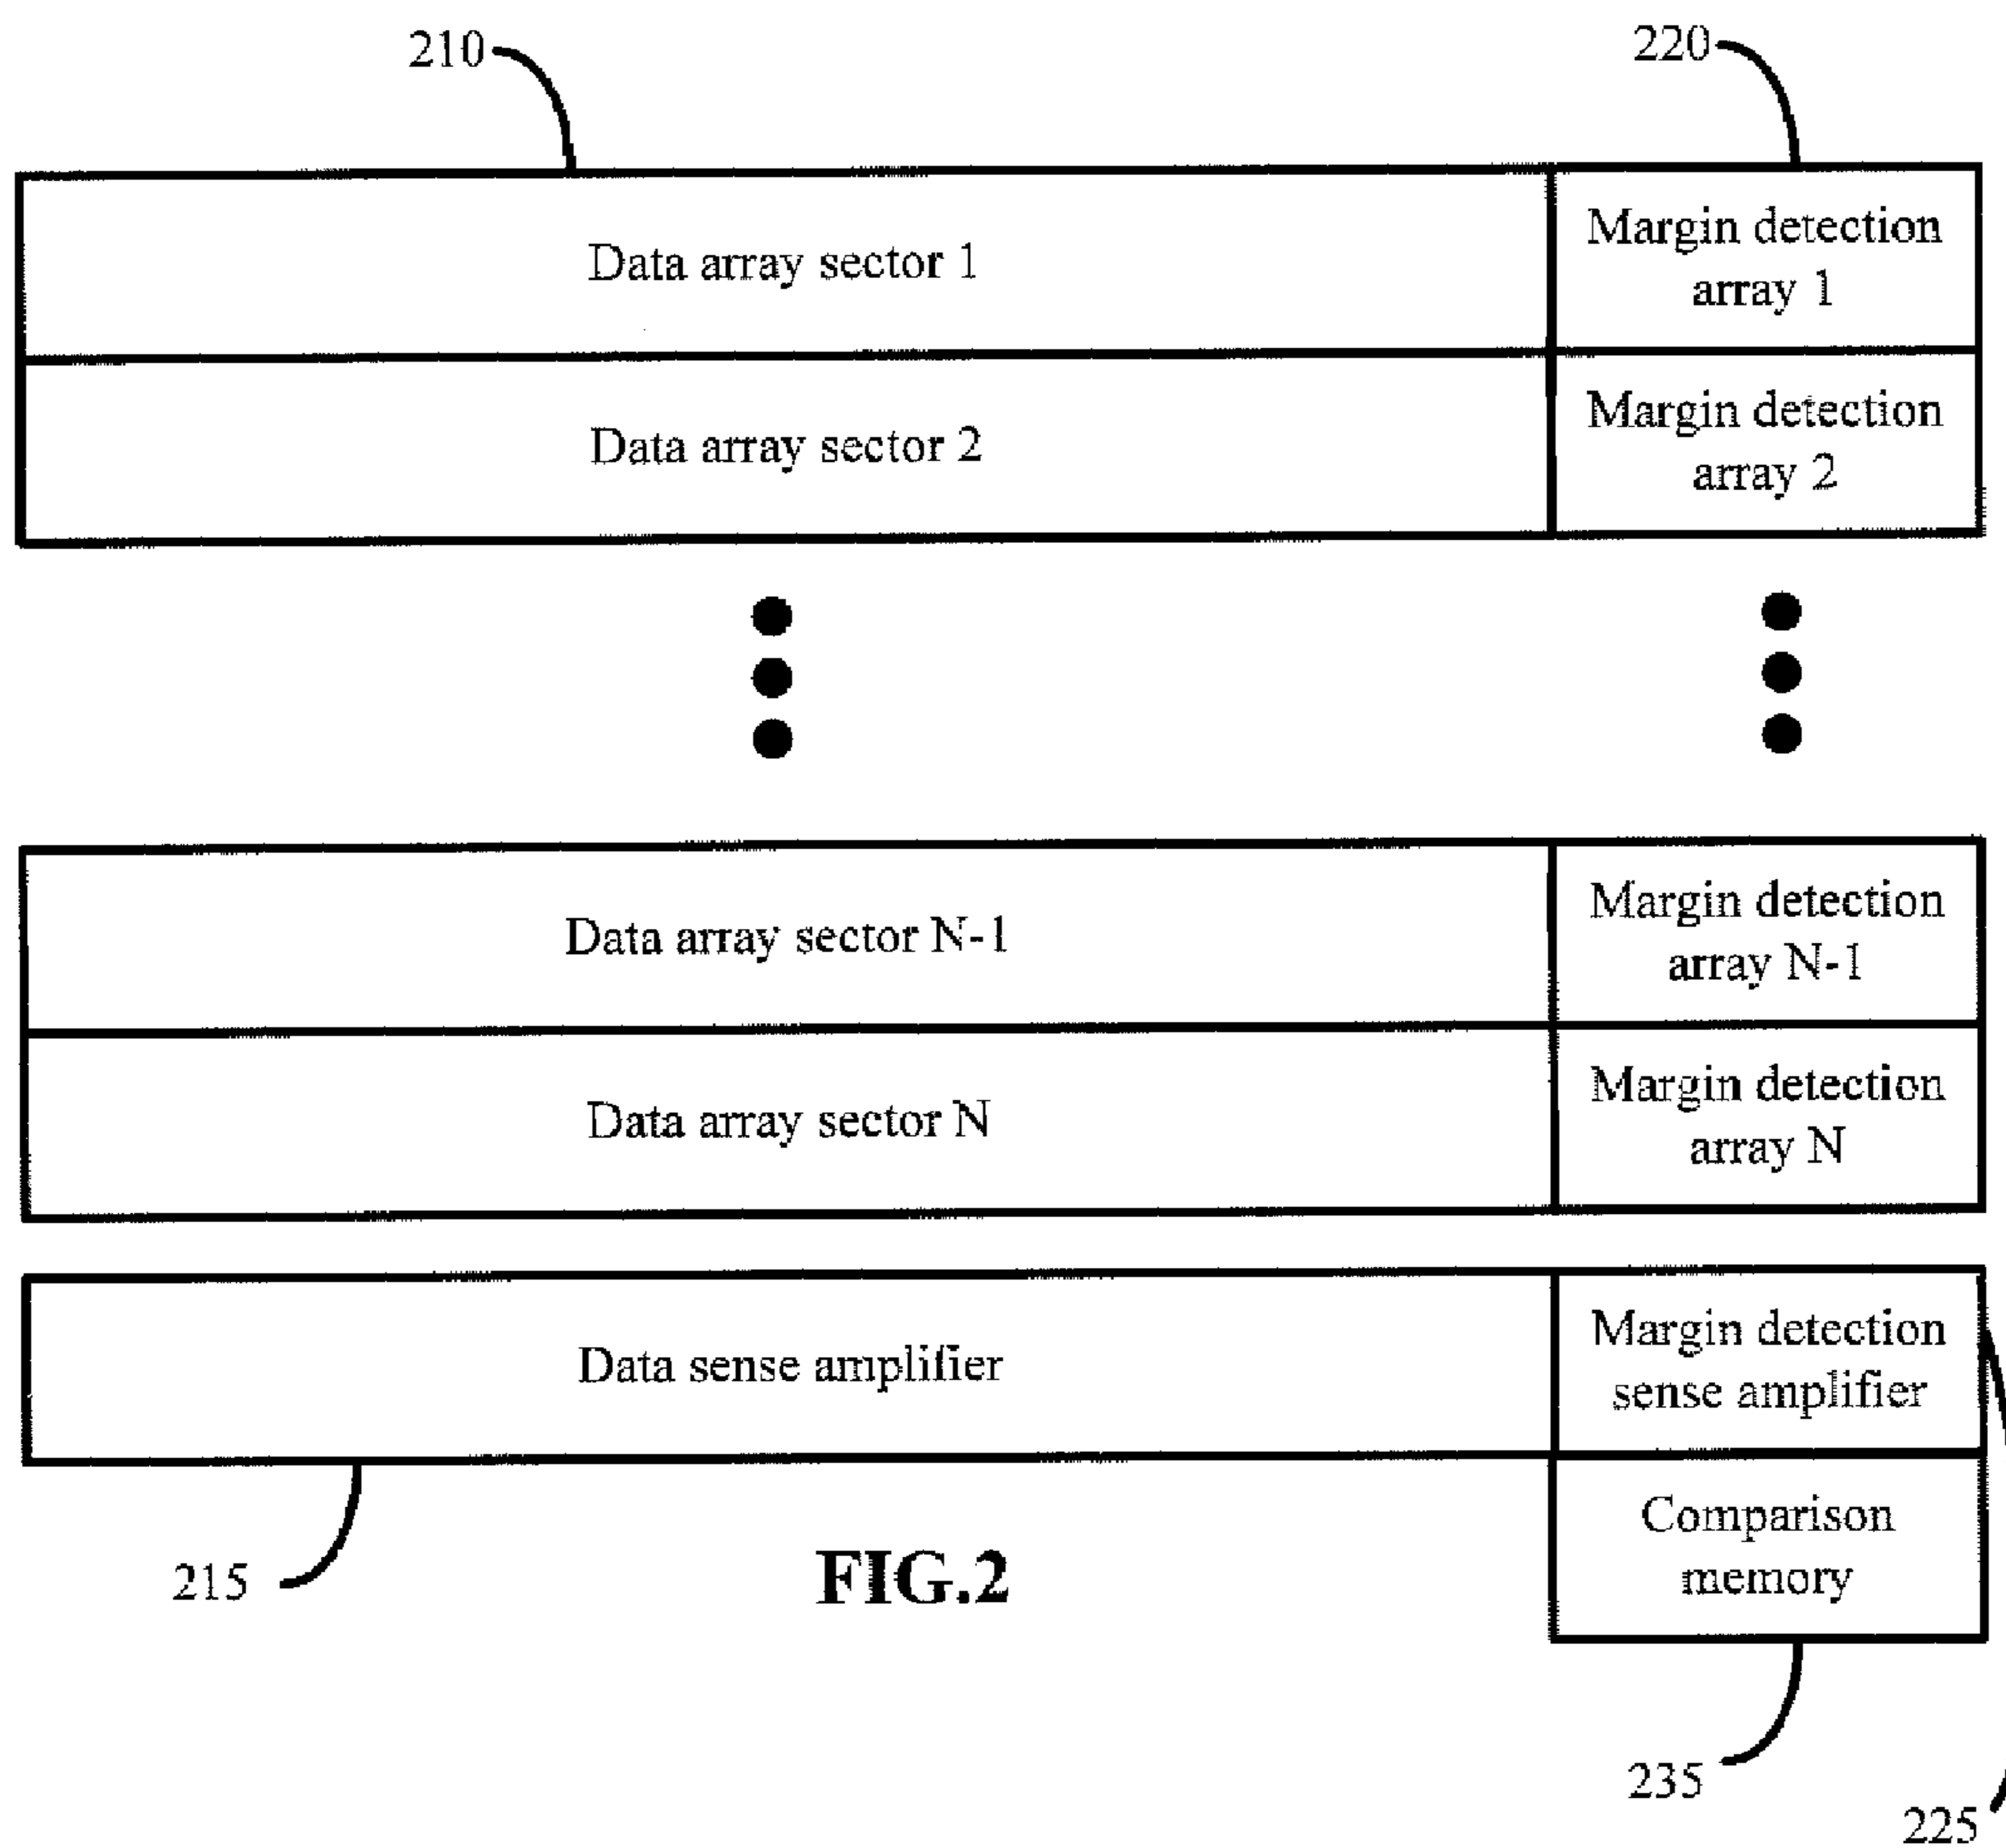 210
220
Data array sector 1
Margin detection
array 1
Data array sector 2
Margin detection
array 2
Data array sector N-1
Margin detection
array N-1
Data array sector N
Margin detection
array N
Data sense amplifier
Margin detection
sense amplifier
Comparison
memory
215
FIG.2
235
225